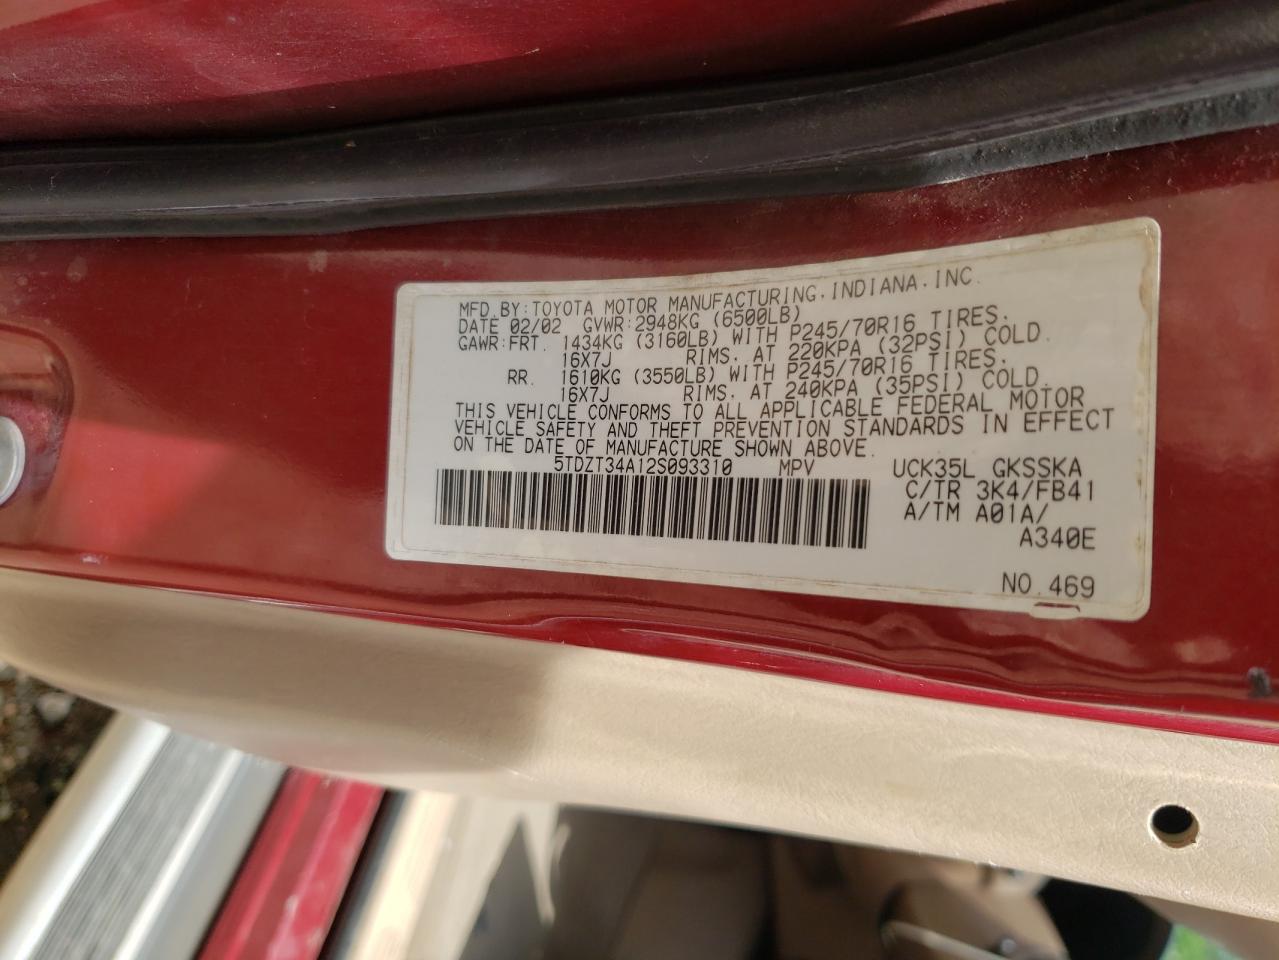 MFD.BY:TOYOTA MOTOR MANUFACTURING,INDIANA,INC.
DATE 02/02 GVWR:2948KG (6500LB)
GAWR:FRT. 1434KG (3160LB) WITH P245/70R16 TIRES.
16X7J RIMS. AT 220KPA (32PSI) COLD.
RR. 1610KG (3550LB) WITH P245/70R16 TIRES.
16X7J RIMS. AT 240KPA (35PSI) COLD.
THIS VEHICLE CONFORMS TO ALL APPLICABLE FEDERAL MOTOR
VEHICLE SAFETY AND THEFT PREVENTION STANDARDS IN EFFECT
ON THE DATE OF MANUFACTURE SHOWN ABOVE.
5TDZT34A12S093310 MPV UCK35L GKSSKA
C/TR 3K4/FB41
A/TM A01A/
A340E
NO.469